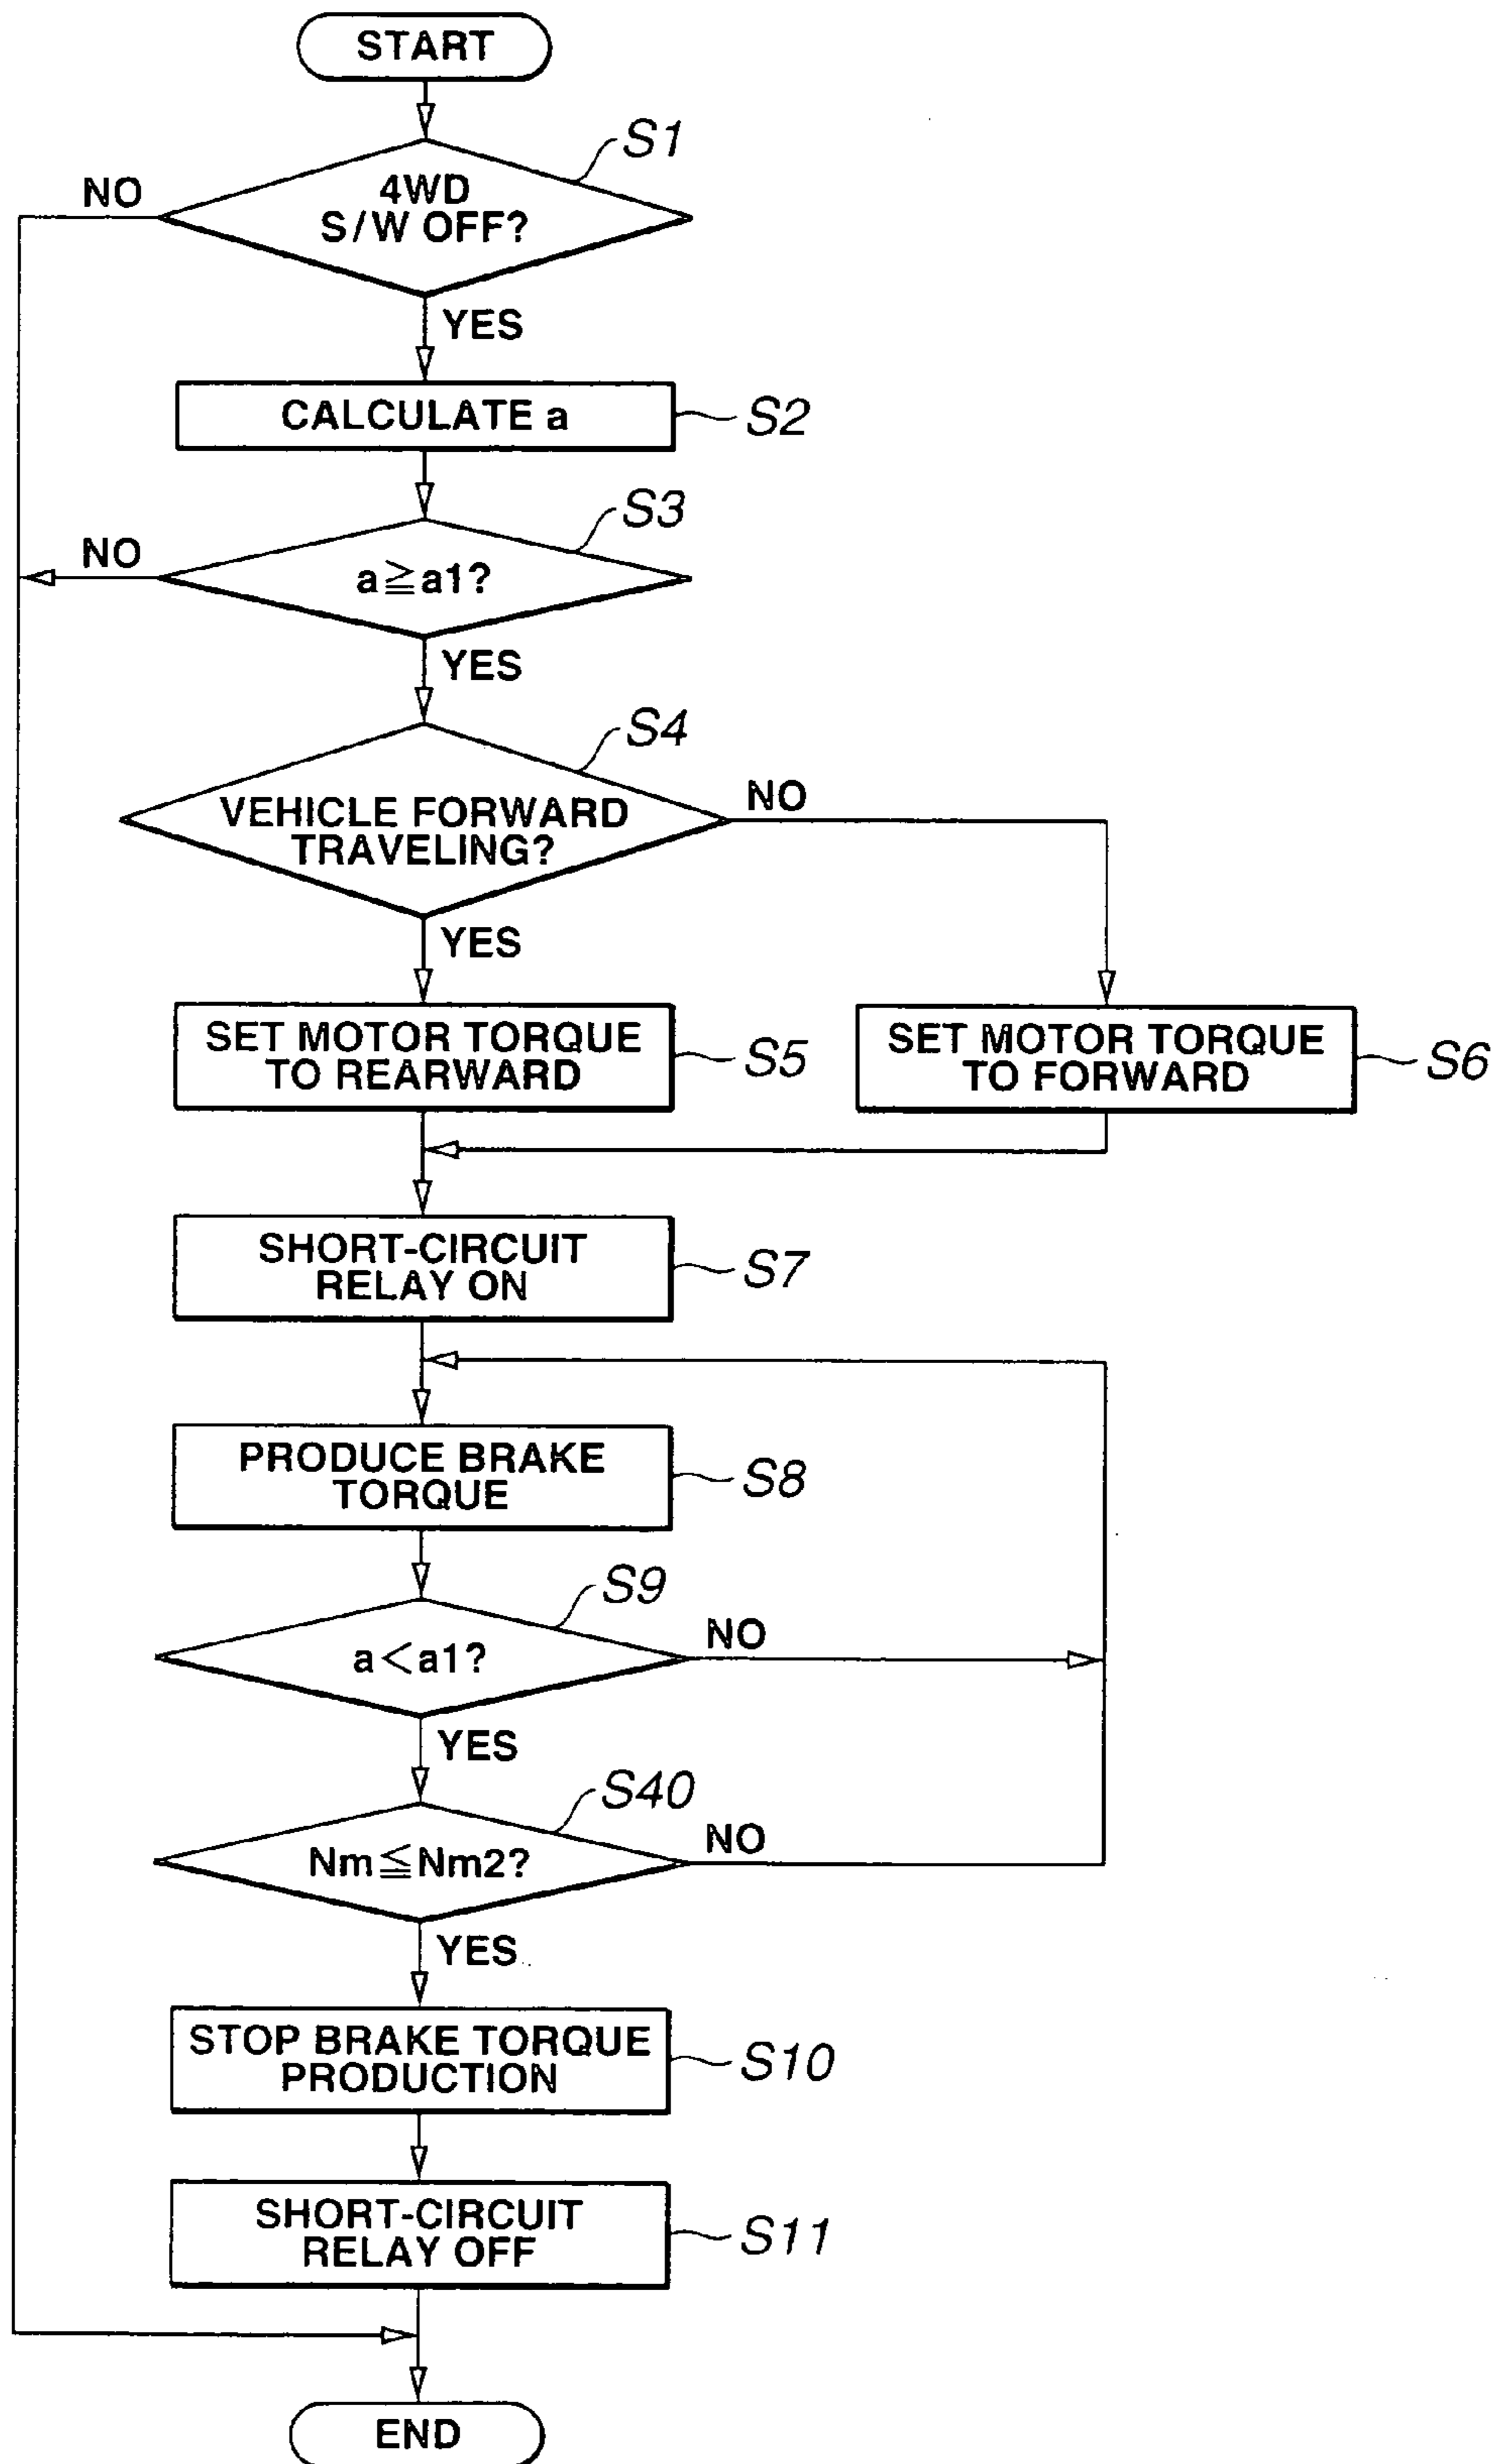 START
S1
NO
4WD
S/W OFF?
YES
CALCULATE a
S2
S3
NO
a≧a1?
YES
S4
NO
VEHICLE FORWARD
TRAVELING?
YES
SET MOTOR TORQUE
TO REARWARD
S5
SET MOTOR TORQUE
TO FORWARD
S6
SHORT-CIRCUIT
RELAY ON
S7
PRODUCE BRAKE
TORQUE
S8
S9
NO
a<a1?
YES
S40
NO
Nm≦Nm2?
YES
STOP BRAKE TORQUE
PRODUCTION
S10
SHORT-CIRCUIT
RELAY OFF
S11
END